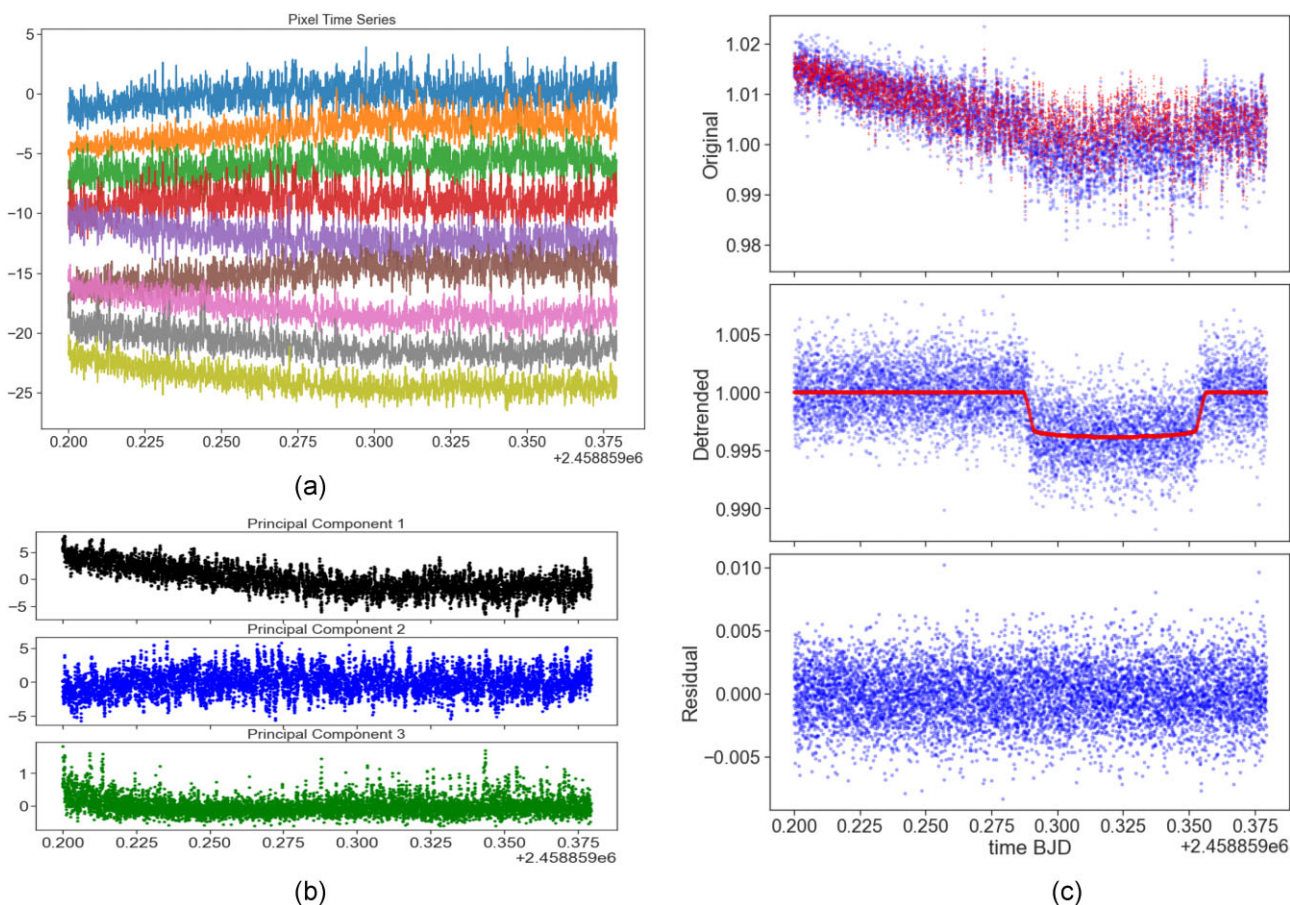 Pixel Time Series
5
0
−5
−10
−15
−20
−25
0.200 0.225 0.250 0.275 0.300 0.325 0.350 0.375
+2.458859e6
(a)
Principal Component 1
5
0
−5
Principal Component 2
5
0
−5
Principal Component 3
1
0
0.200 0.225 0.250 0.275 0.300 0.325 0.350 0.375
+2.458859e6
(b)
Original
1.02
1.01
1.00
0.99
0.98
Detrended
1.005
1.000
0.995
0.990
Residual
0.010
0.005
0.000
−0.005
0.200 0.225 0.250 0.275 0.300 0.325 0.350 0.375
time BJD +2.458859e6
(c)